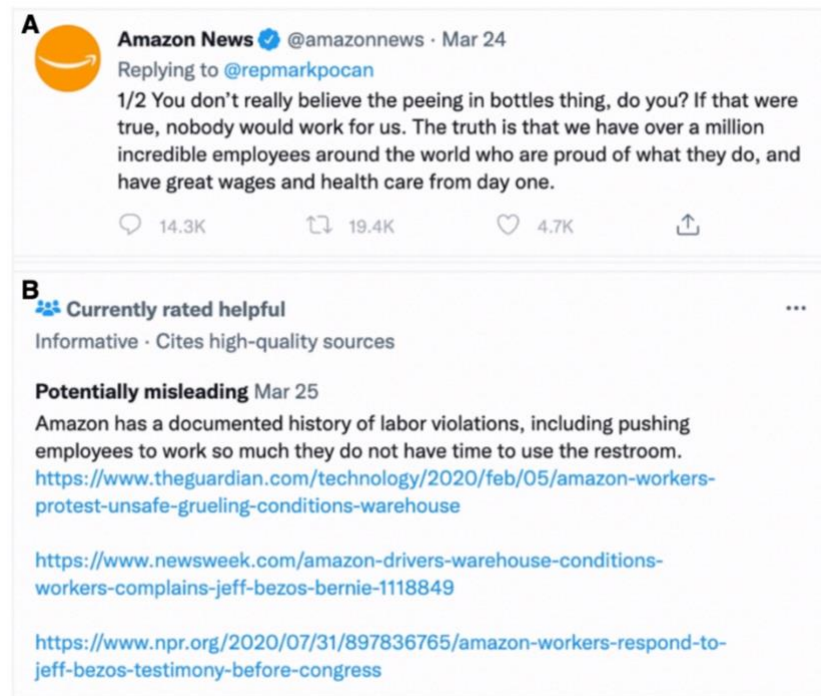 A
Amazon News @amazonnews · Mar 24
Replying to @repmarkpocan
1/2 You don’t really believe the peeing in bottles thing, do you? If that were
true, nobody would work for us. The truth is that we have over a million
incredible employees around the world who are proud of what they do, and
have great wages and health care from day one.
14.3K 19.4K 4.7K
B
Currently rated helpful
Informative · Cites high-quality sources
Potentially misleading Mar 25
Amazon has a documented history of labor violations, including pushing
employees to work so much they do not have time to use the restroom.
https://www.theguardian.com/technology/2020/feb/05/amazon-workers-
protest-unsafe-grueling-conditions-warehouse
https://www.newsweek.com/amazon-drivers-warehouse-conditions-
workers-complains-jeff-bezos-bernie-1118849
https://www.npr.org/2020/07/31/897836765/amazon-workers-respond-to-
jeff-bezos-testimony-before-congress